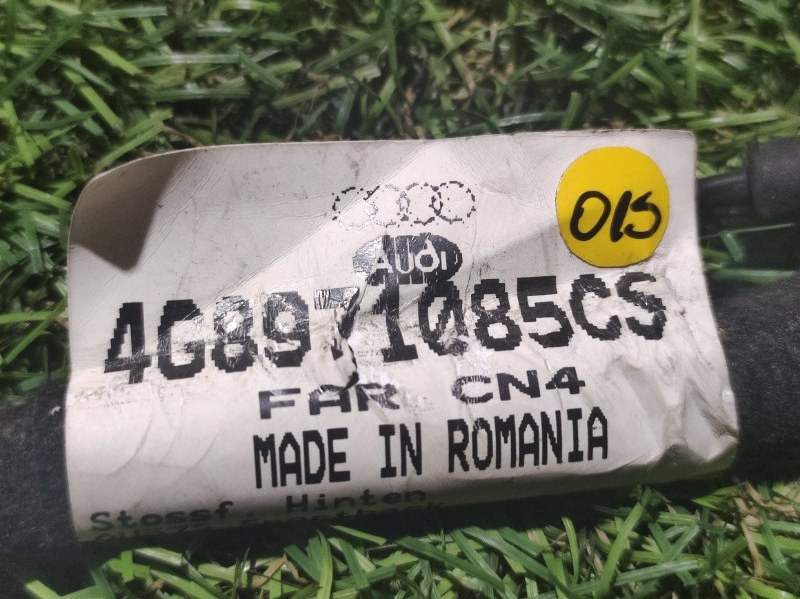 015
AUDI
4G8971085CS
FAR CN4
MADE IN ROMANIA
Stossf. Hinten